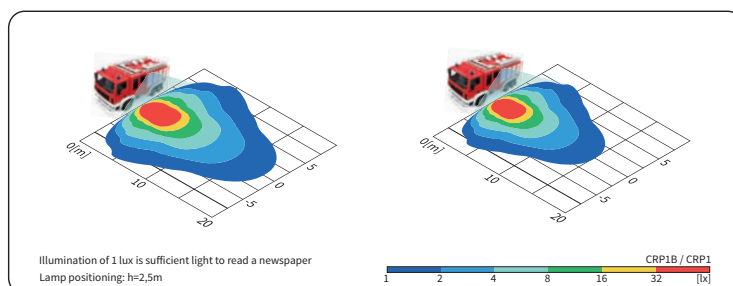 0[m]
10
20
-5
0
5
0[m]
10
20
-5
0
5
Illumination of 1 lux is sufficient light to read a newspaper
Lamp positioning: h=2,5m
CRP1B / CRP1
1 2 4 8 16 32 [lx]